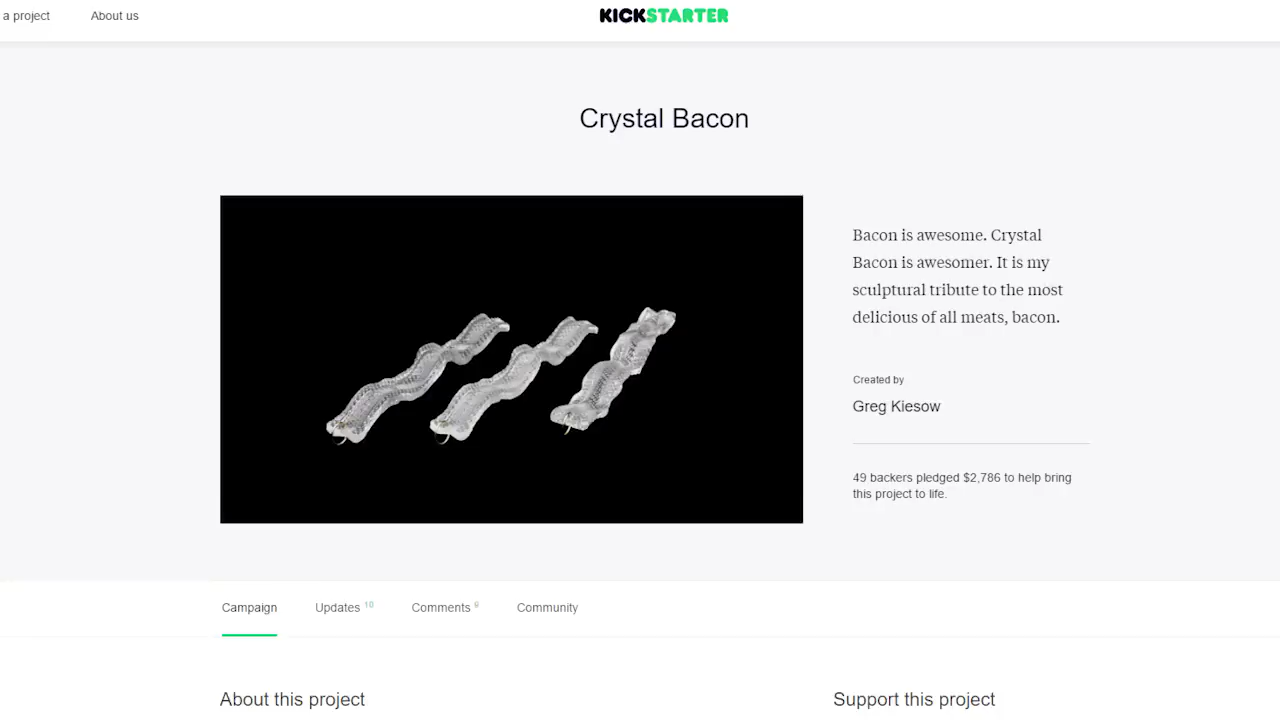 a project
About us
KICKSTARTER
Crystal Bacon
Bacon is awesome. Crystal
Bacon is awesomer. It is my
sculptural tribute to the most
delicious of all meats, bacon.
Created by
Greg Kiesow
49 backers pledged $2,786 to help bring
this project to life.
Campaign
Updates 10
Comments 9
Community
About this project
Support this project